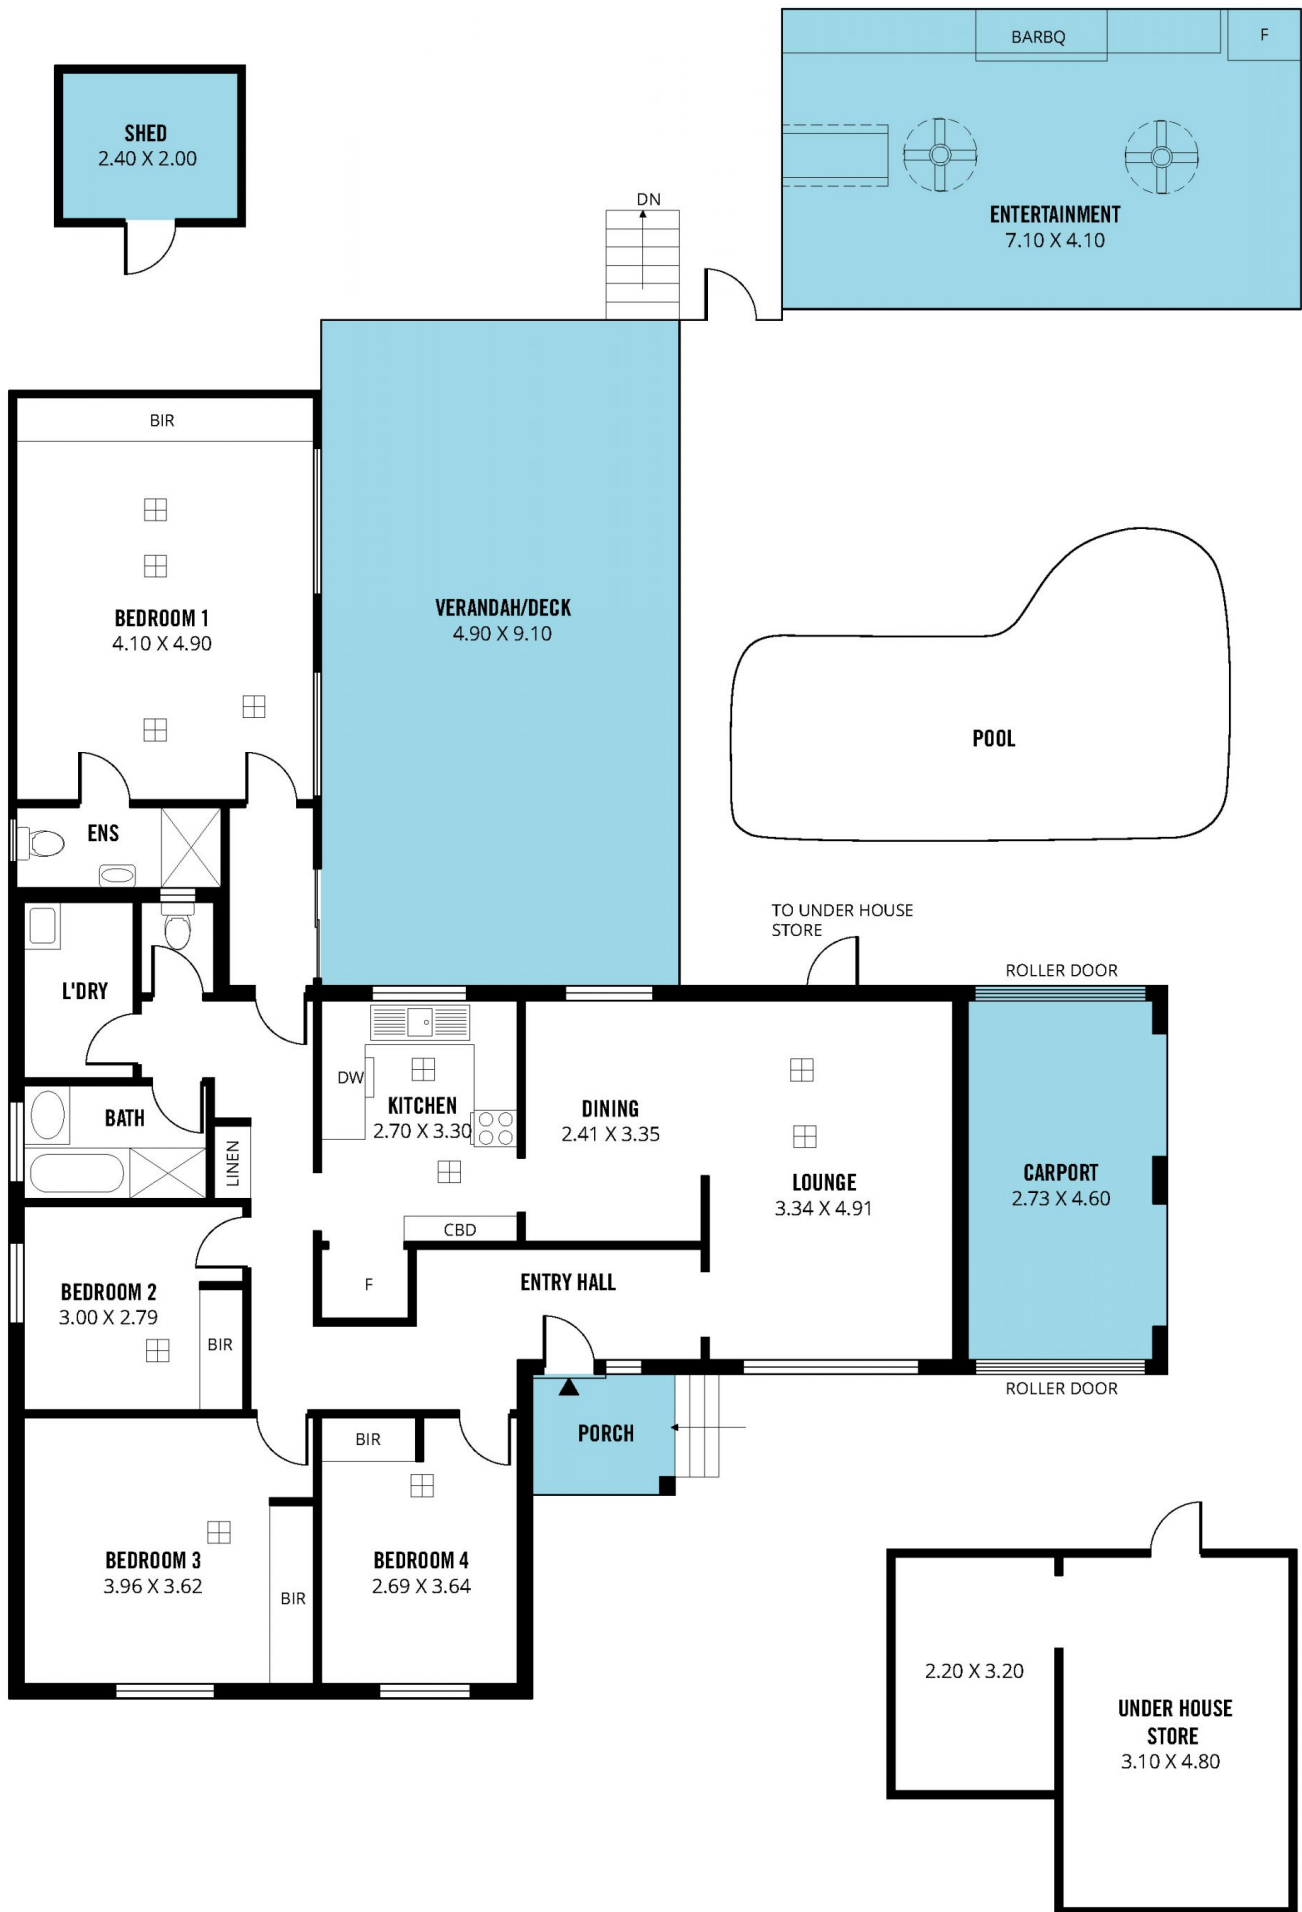 BARBQ
F
SHED
2.40 X 2.00
DN
ENTERTAINMENT
7.10 X 4.10
BIR
BEDROOM 1
4.10 X 4.90
VERANDAH/DECK
4.90 X 9.10
POOL
ENS
TO UNDER HOUSE
STORE
L'DRY
ROLLER DOOR
DW
KITCHEN
2.70 X 3.30
BATH
DINING
2.41 X 3.35
LINEN
LOUNGE
3.34 X 4.91
CARPORT
2.73 X 4.60
CBD
F
ENTRY HALL
BEDROOM 2
3.00 X 2.79
BIR
ROLLER DOOR
PORCH
BIR
BEDROOM 3
3.96 X 3.62
BIR
BEDROOM 4
2.69 X 3.64
2.20 X 3.20
UNDER HOUSE
STORE
3.10 X 4.80